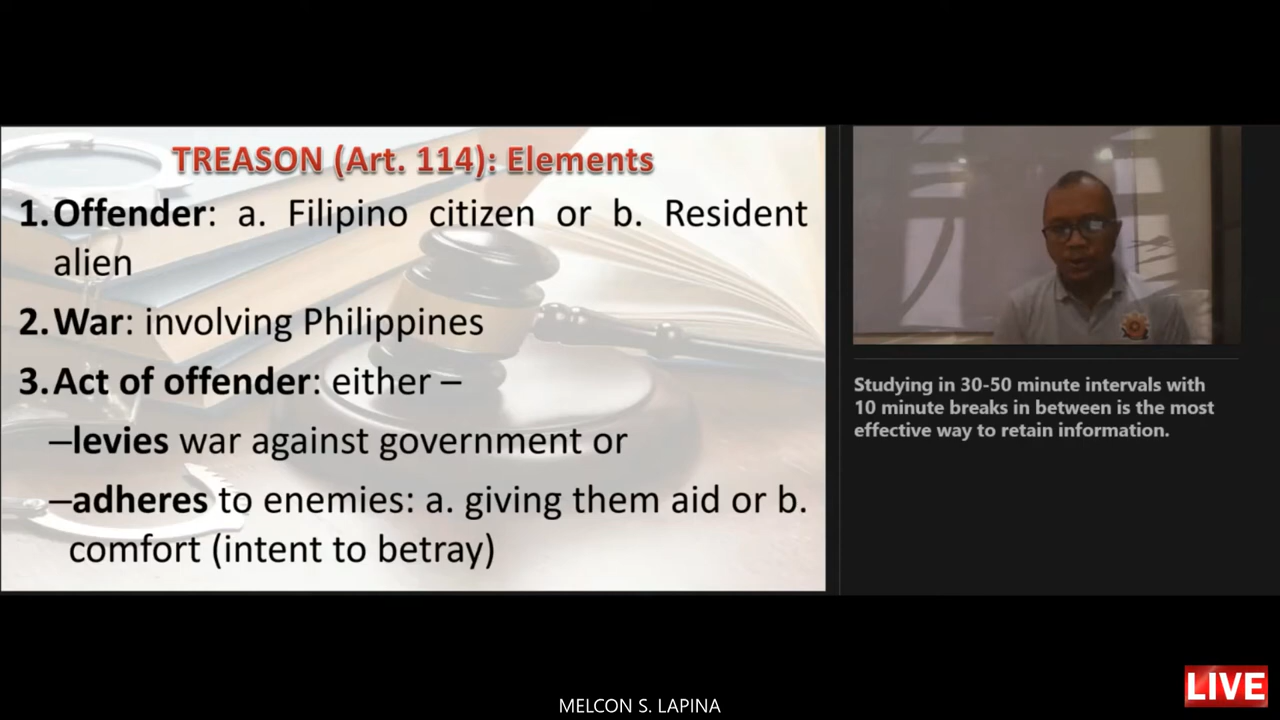 TREASON (Art. 114): Elements
1. Offender: a. Filipino citizen or b. Resident
alien
2. War: involving Philippines
3. Act of offender: either –
–levies war against government or
–adheres to enemies: a. giving them aid or b.
comfort (intent to betray)
Studying in 30-50 minute intervals with
10 minute breaks in between is the most
effective way to retain information.
LIVE
MELCON S. LAPINA